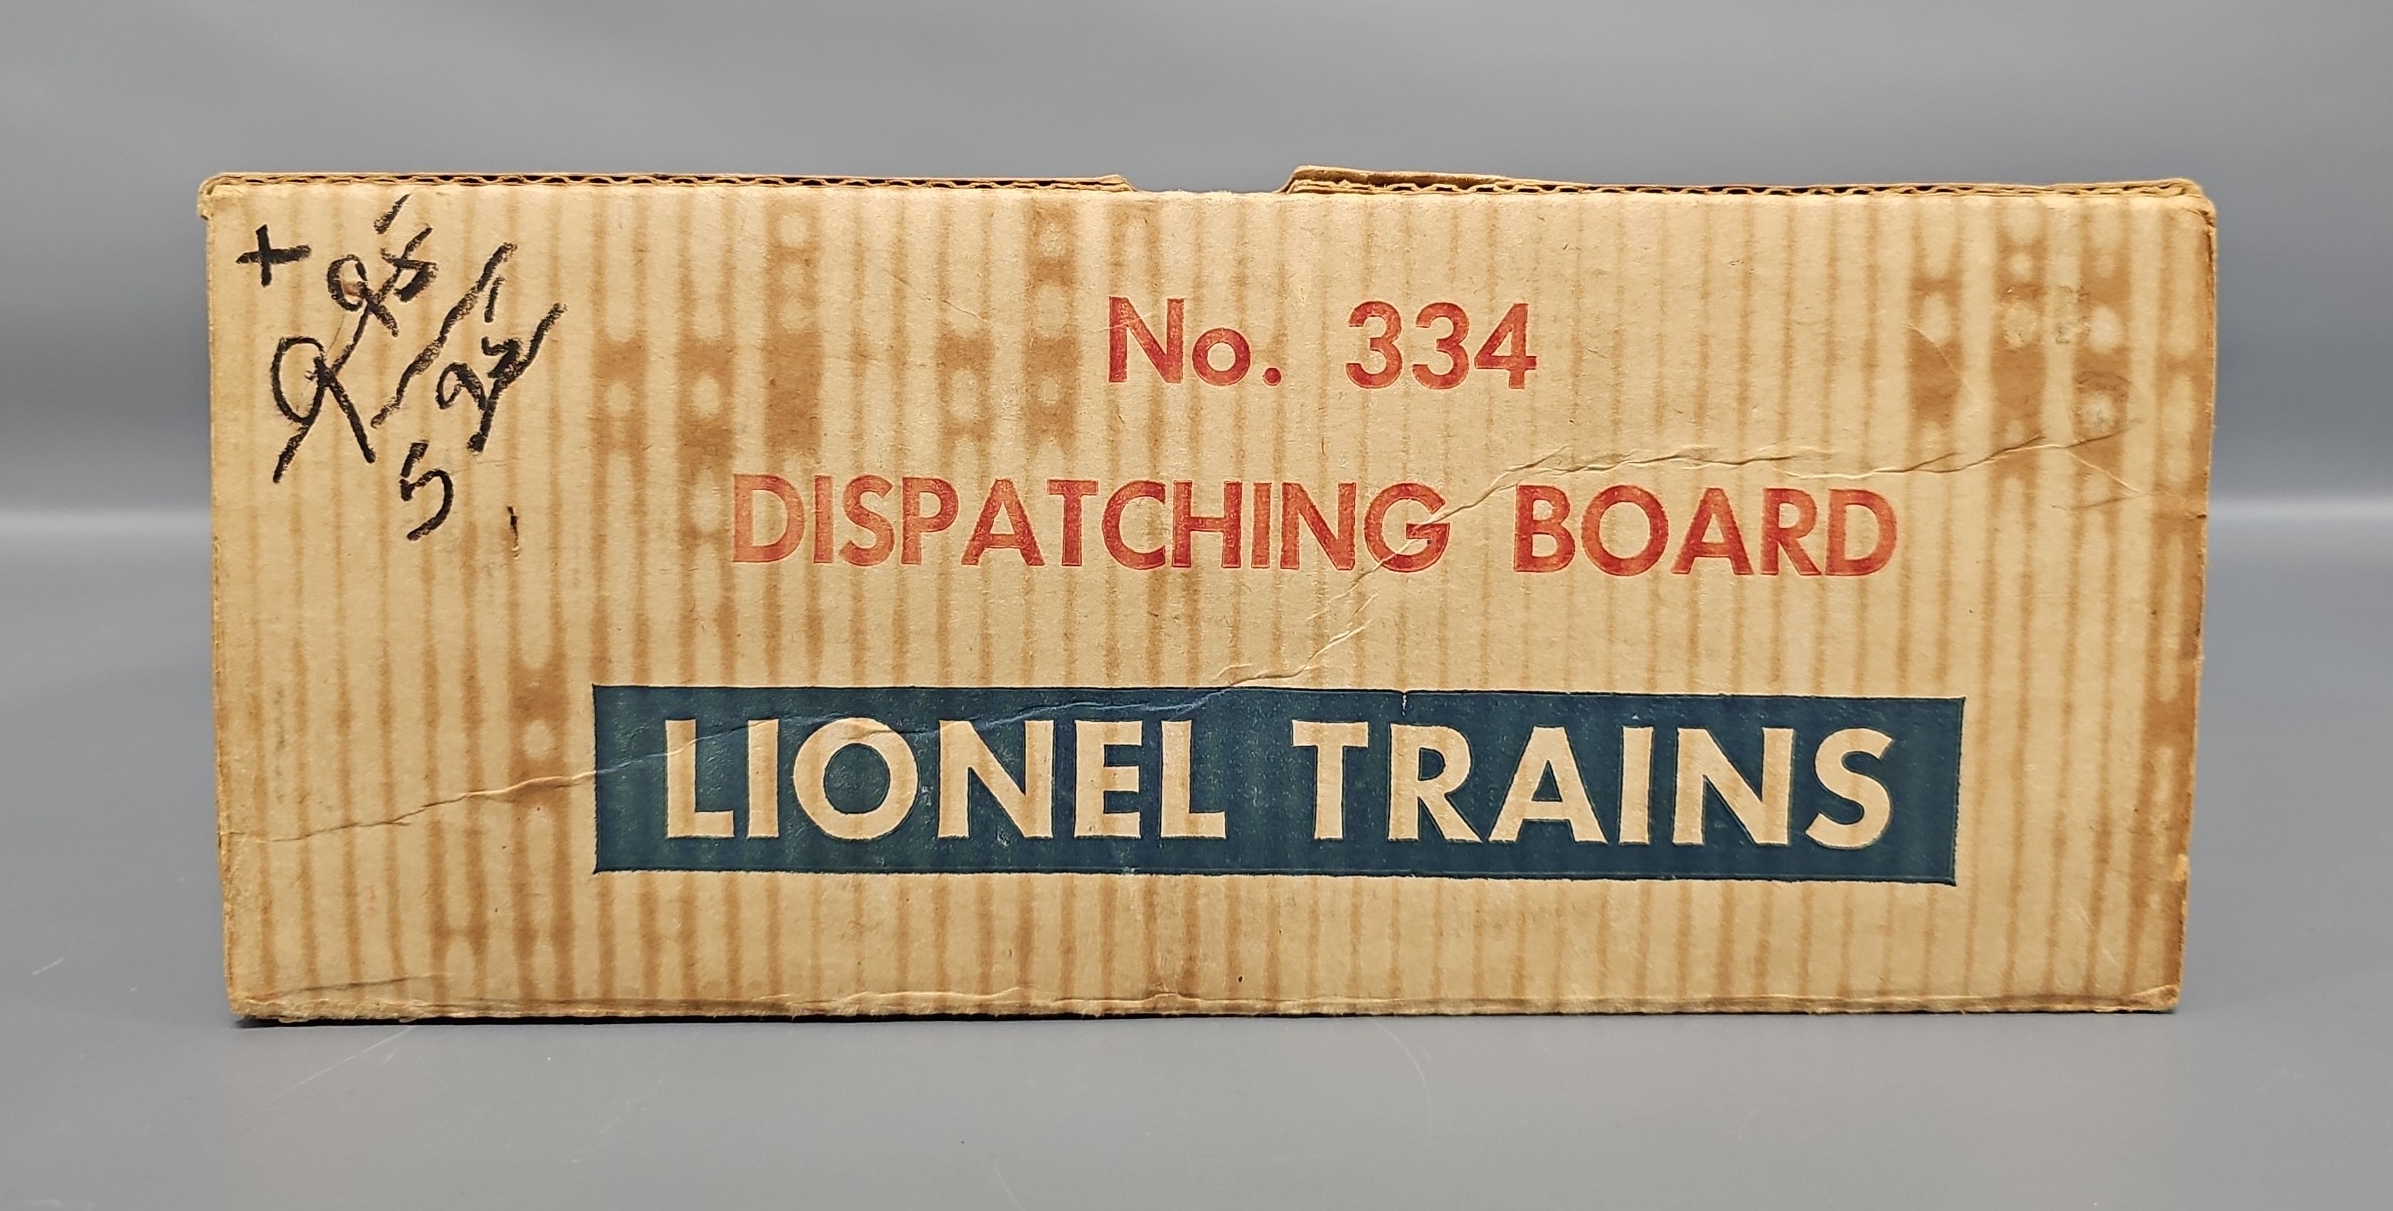 No. 334
DISPATCHING BOARD
LIONEL TRAINS